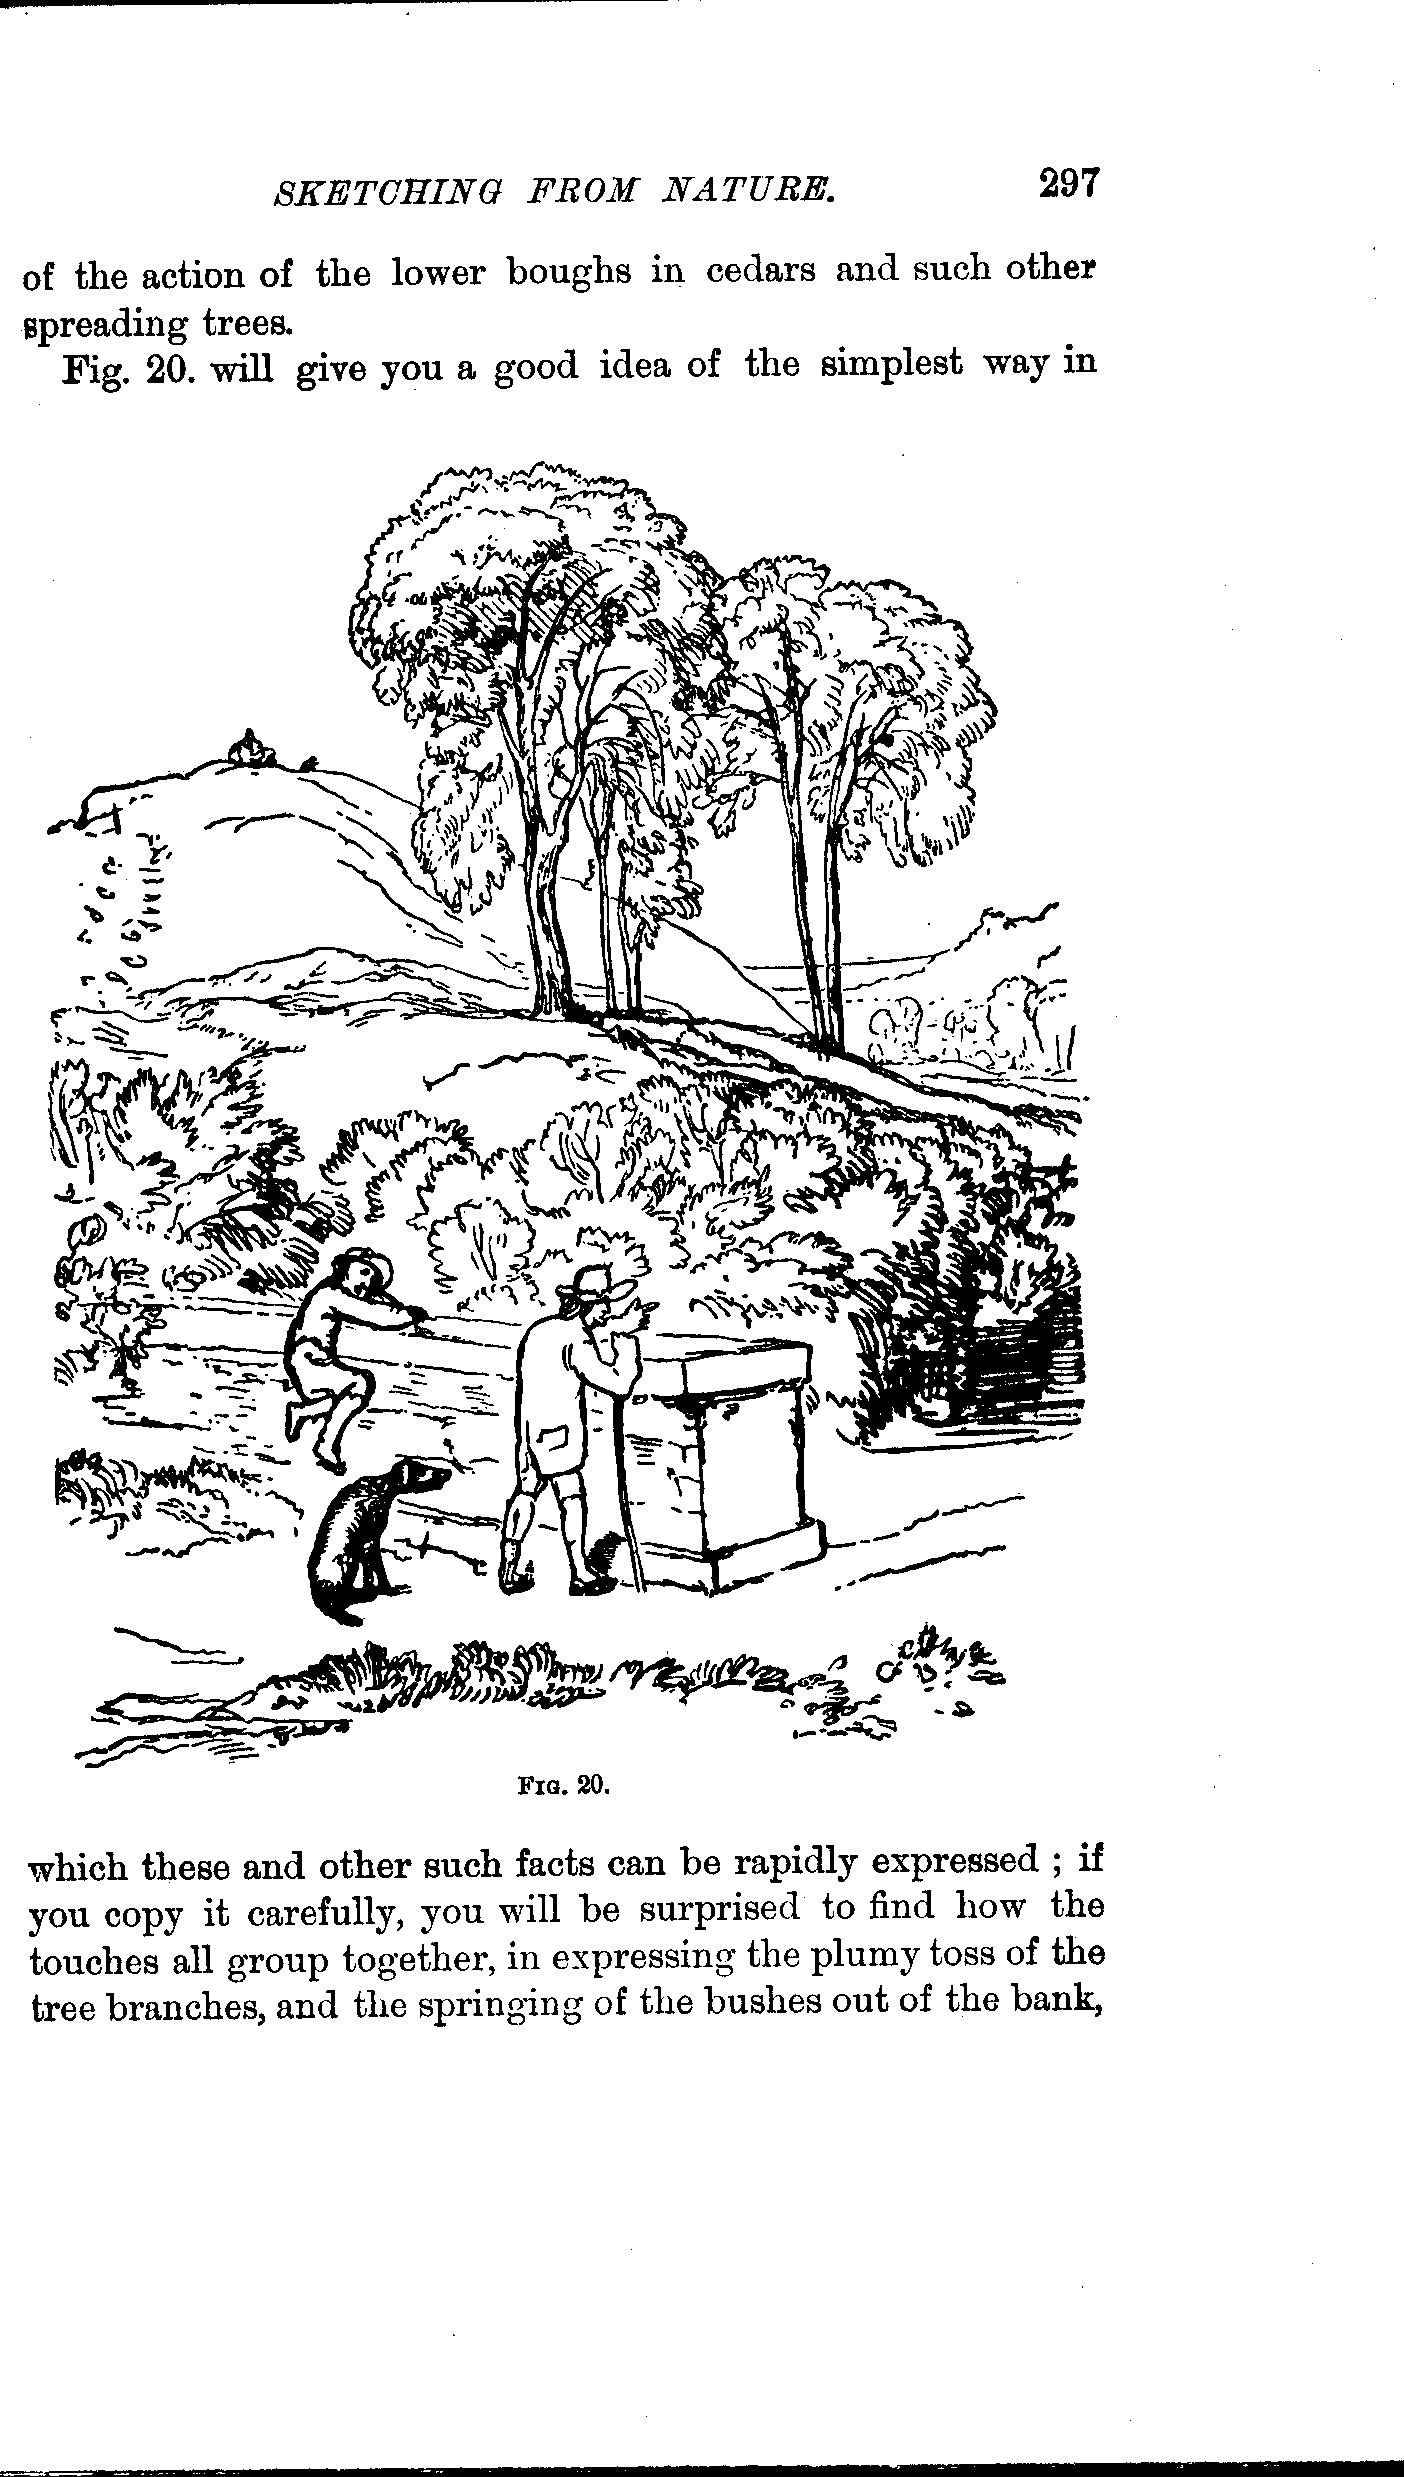 SKETCHING FROM NATURE. 297
of the action of the lower boughs in cedars and such other
spreading trees.
Fig. 20. will give you a good idea of the simplest way in
FIG. 20.
which these and other such facts can be rapidly expressed ; if
you copy it carefully, you will be surprised to find how the
touches all group together, in expressing the plumy toss of the
tree branches, and the springing of the bushes out of the bank,